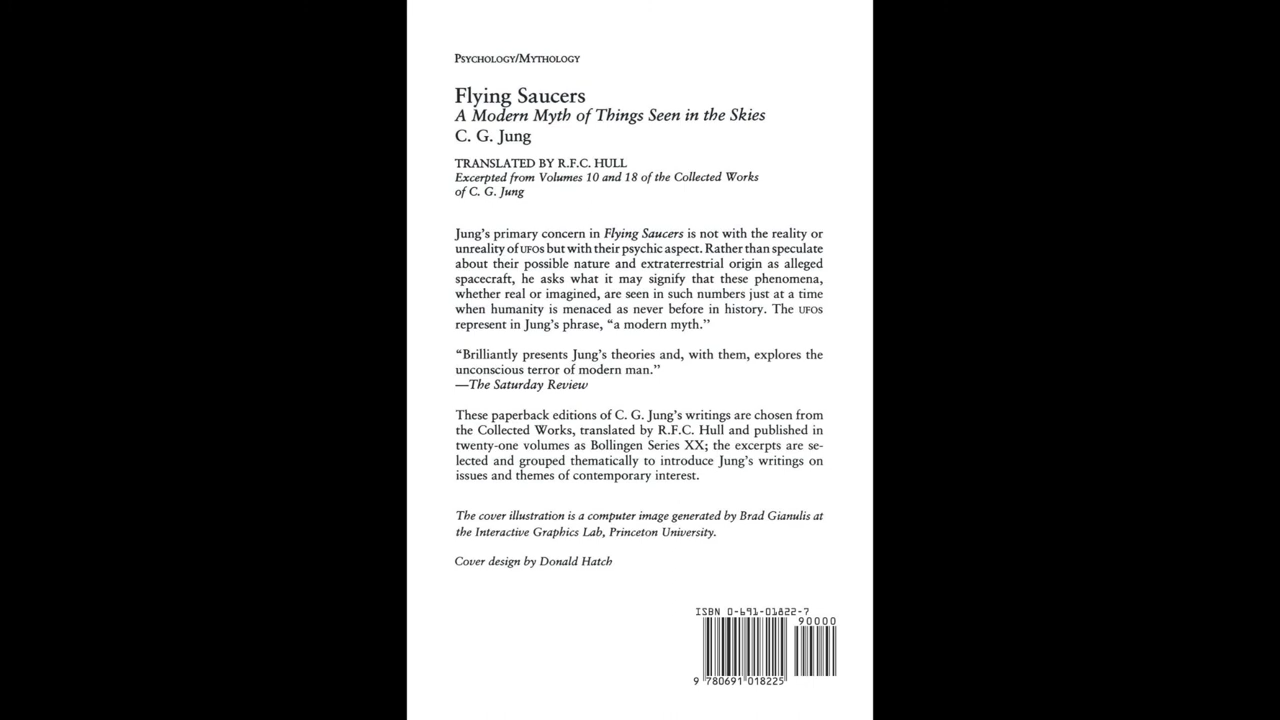 PSYCHOLOGY/MYTHOLOGY
Flying Saucers
A Modern Myth of Things Seen in the Skies
C. G. Jung
TRANSLATED BY R.F.C. HULL
Excerpted from Volumes 10 and 18 of the Collected Works
of C. G. Jung
Jung's primary concern in Flying Saucers is not with the reality or
unreality of UFOs but with their psychic aspect. Rather than speculate
about their possible nature and extraterrestrial origin as alleged
spacecraft, he asks what it may signify that these phenomena,
whether real or imagined, are seen in such numbers just at a time
when humanity is menaced as never before in history. The UFOs
represent in Jung's phrase, “a modern myth.”
“Brilliantly presents Jung's theories and, with them, explores the
unconscious terror of modern man.”
—The Saturday Review
These paperback editions of C. G. Jung's writings are chosen from
the Collected Works, translated by R.F.C. Hull and published in
twenty-one volumes as Bollingen Series XX; the excerpts are se-
lected and grouped thematically to introduce Jung's writings on
issues and themes of contemporary interest.
The cover illustration is a computer image generated by Brad Gianulis at
the Interactive Graphics Lab, Princeton University.
Cover design by Donald Hatch
ISBN 0-691-01822-7
90000
9 780691 018225